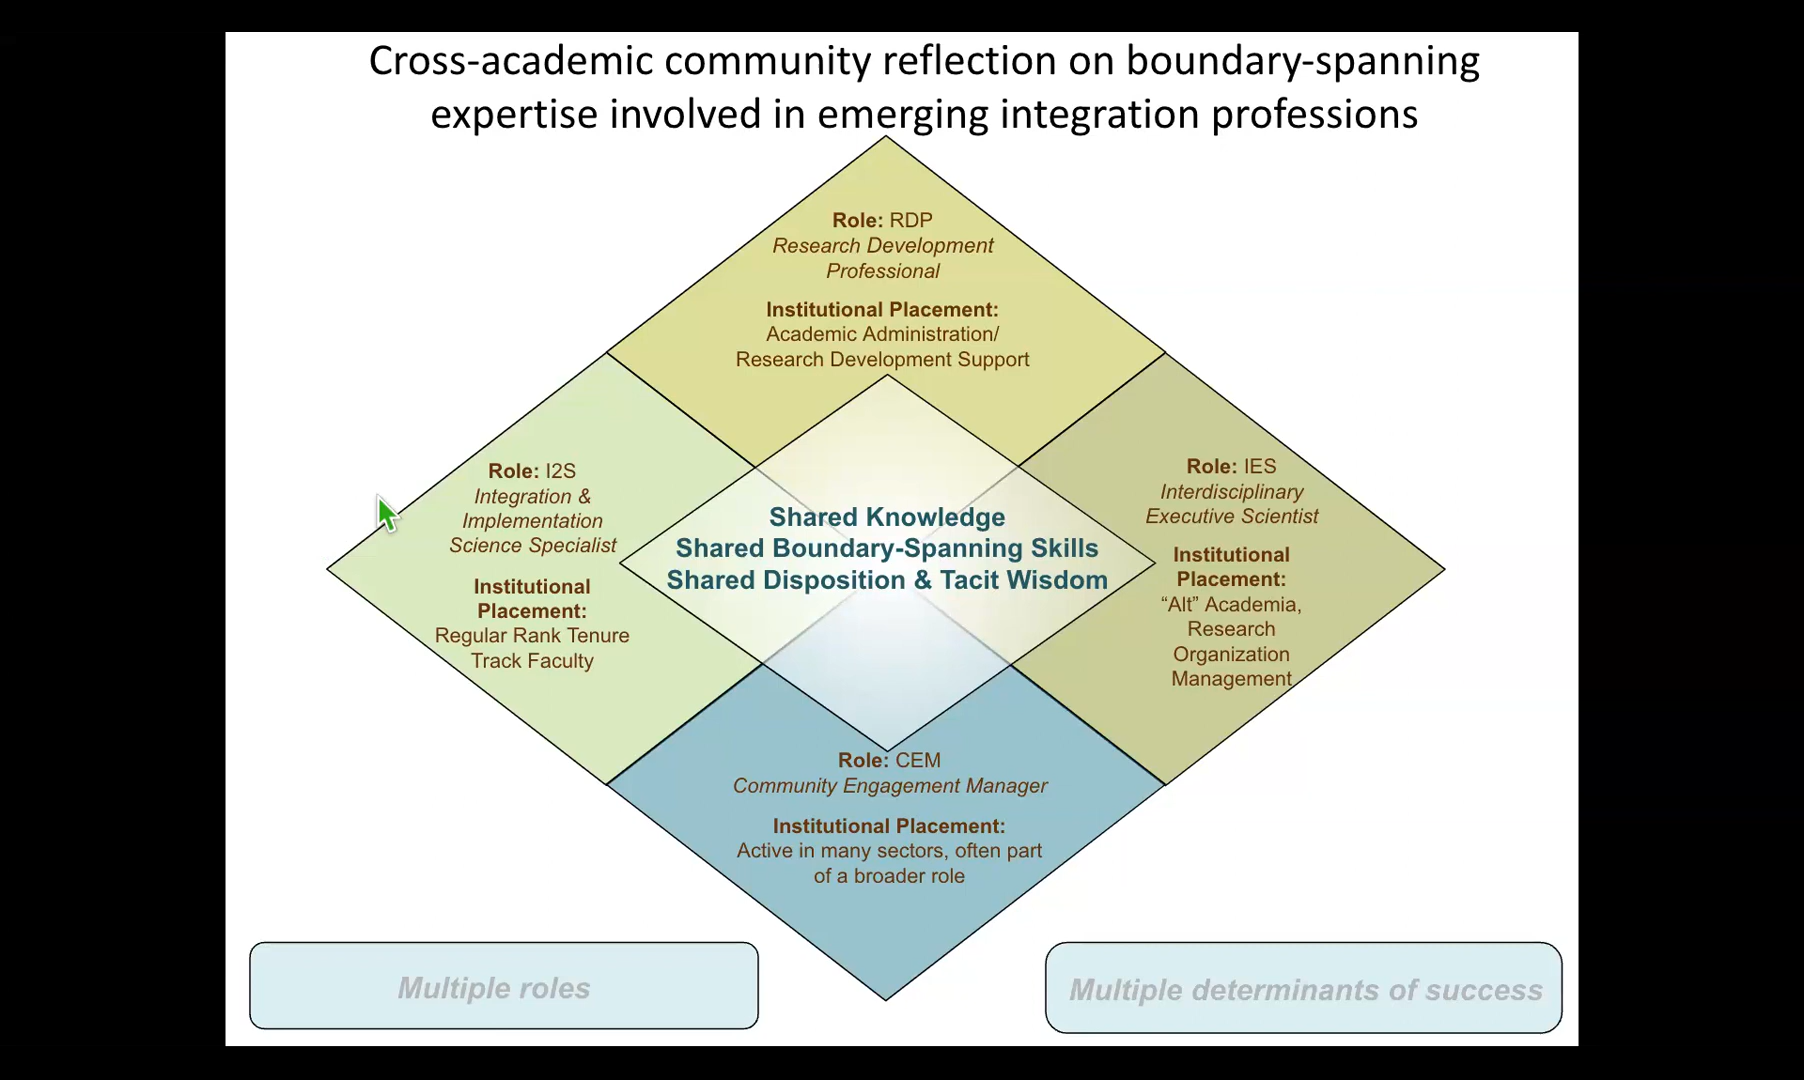 Cross-academic community reflection on boundary-spanning
expertise involved in emerging integration professions
Role: RDP
Research Development
Professional
Institutional Placement:
Academic Administration/
Research Development Support
Role: I2S
Integration &
Implementation
Science Specialist
Institutional
Placement:
Regular Rank Tenure
Track Faculty
Shared Knowledge
Shared Boundary-Spanning Skills
Shared Disposition & Tacit Wisdom
Role: IES
Interdisciplinary
Executive Scientist
Institutional
Placement:
“Alt” Academia,
Research
Organization
Management
Role: CEM
Community Engagement Manager
Institutional Placement:
Active in many sectors, often part
of a broader role
Multiple roles
Multiple determinants of success